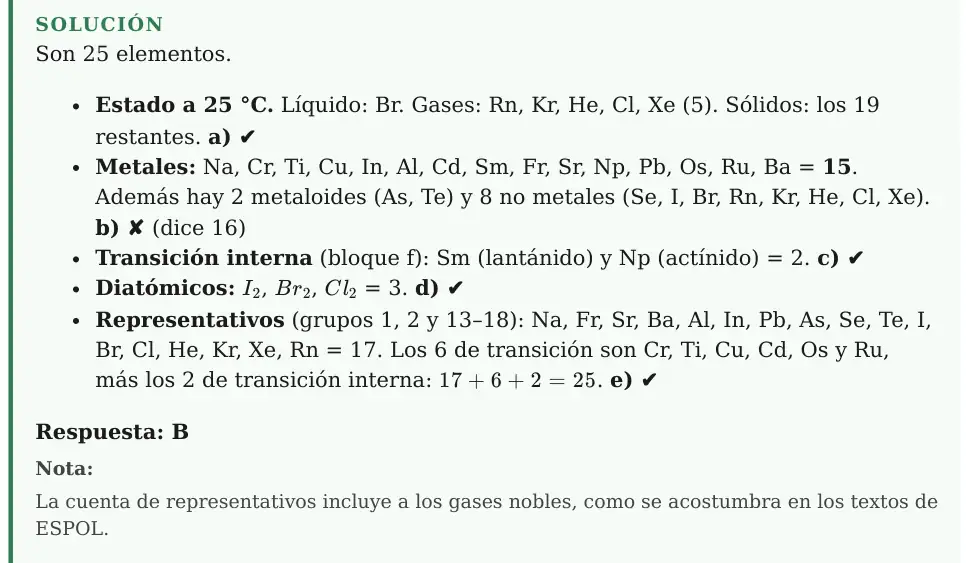 SOLUCIÓN
Son 25 elementos.
• Estado a 25 °C. Líquido: Br. Gases: Rn, Kr, He, Cl, Xe (5). Sólidos: los 19
restantes. a) ✔
• Metales: Na, Cr, Ti, Cu, In, Al, Cd, Sm, Fr, Sr, Np, Pb, Os, Ru, Ba = 15.
Además hay 2 metaloides (As, Te) y 8 no metales (Se, I, Br, Rn, Kr, He, Cl, Xe).
b) ✘ (dice 16)
• Transición interna (bloque f): Sm (lantánido) y Np (actínido) = 2. c) ✔
• Diatómicos: I₂, Br₂, Cl₂ = 3. d) ✔
• Representativos (grupos 1, 2 y 13–18): Na, Fr, Sr, Ba, Al, In, Pb, As, Se, Te, I,
Br, Cl, He, Kr, Xe, Rn = 17. Los 6 de transición son Cr, Ti, Cu, Cd, Os y Ru,
más los 2 de transición interna: 17 + 6 + 2 = 25. e) ✔
Respuesta: B
Nota:
La cuenta de representativos incluye a los gases nobles, como se acostumbra en los textos de
ESPOL.